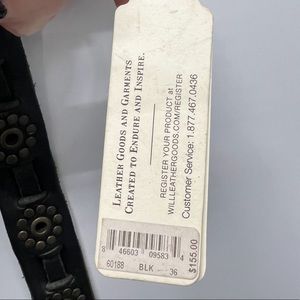 LEATHER GOODS AND GARMENTS
CREATED TO ENDURE AND INSPIRE.
REGISTER YOUR PRODUCT at
WILLLEATHERGOODS.COM/REGISTER
Customer Service: 1.877.467.0436
8 46603 09583 4
60188 BLK 36
$155.00